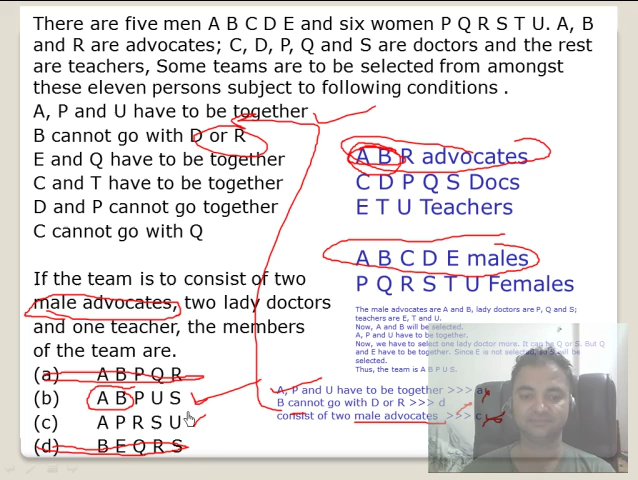 There are five men A B C D E and six women P Q R S T U. A, B
and R are advocates; C, D, P, Q and S are doctors and the rest
are teachers, Some teams are to be selected from amongst
these eleven persons subject to following conditions .
A, P and U have to be together
B cannot go with D or R
E and Q have to be together
C and T have to be together
D and P cannot go together
C cannot go with Q
If the team is to consist of two
male advocates, two lady doctors
and one teacher, the members
of the team are.
(a) A B P Q R
(b) A B P U S
(c) A P R S U
(d) B E Q R S
A B R advocates
C D P Q S Docs
E T U Teachers
A B C D E males
P Q R S T U Females
The male advocates are A and B, lady doctors are P, Q and S;
teachers are E, T and U.
Now, A and B will be selected.
A, P and U have to be together.
Now, we have to select one lady doctor more. It can be Q or S. But Q
and E have to be together. Since E is not selected, so S will be
selected.
Thus, the team is A B P U S.
A, P and U have to be together >>> a
B cannot go with D or R >>> d
consist of two male advocates >>> c